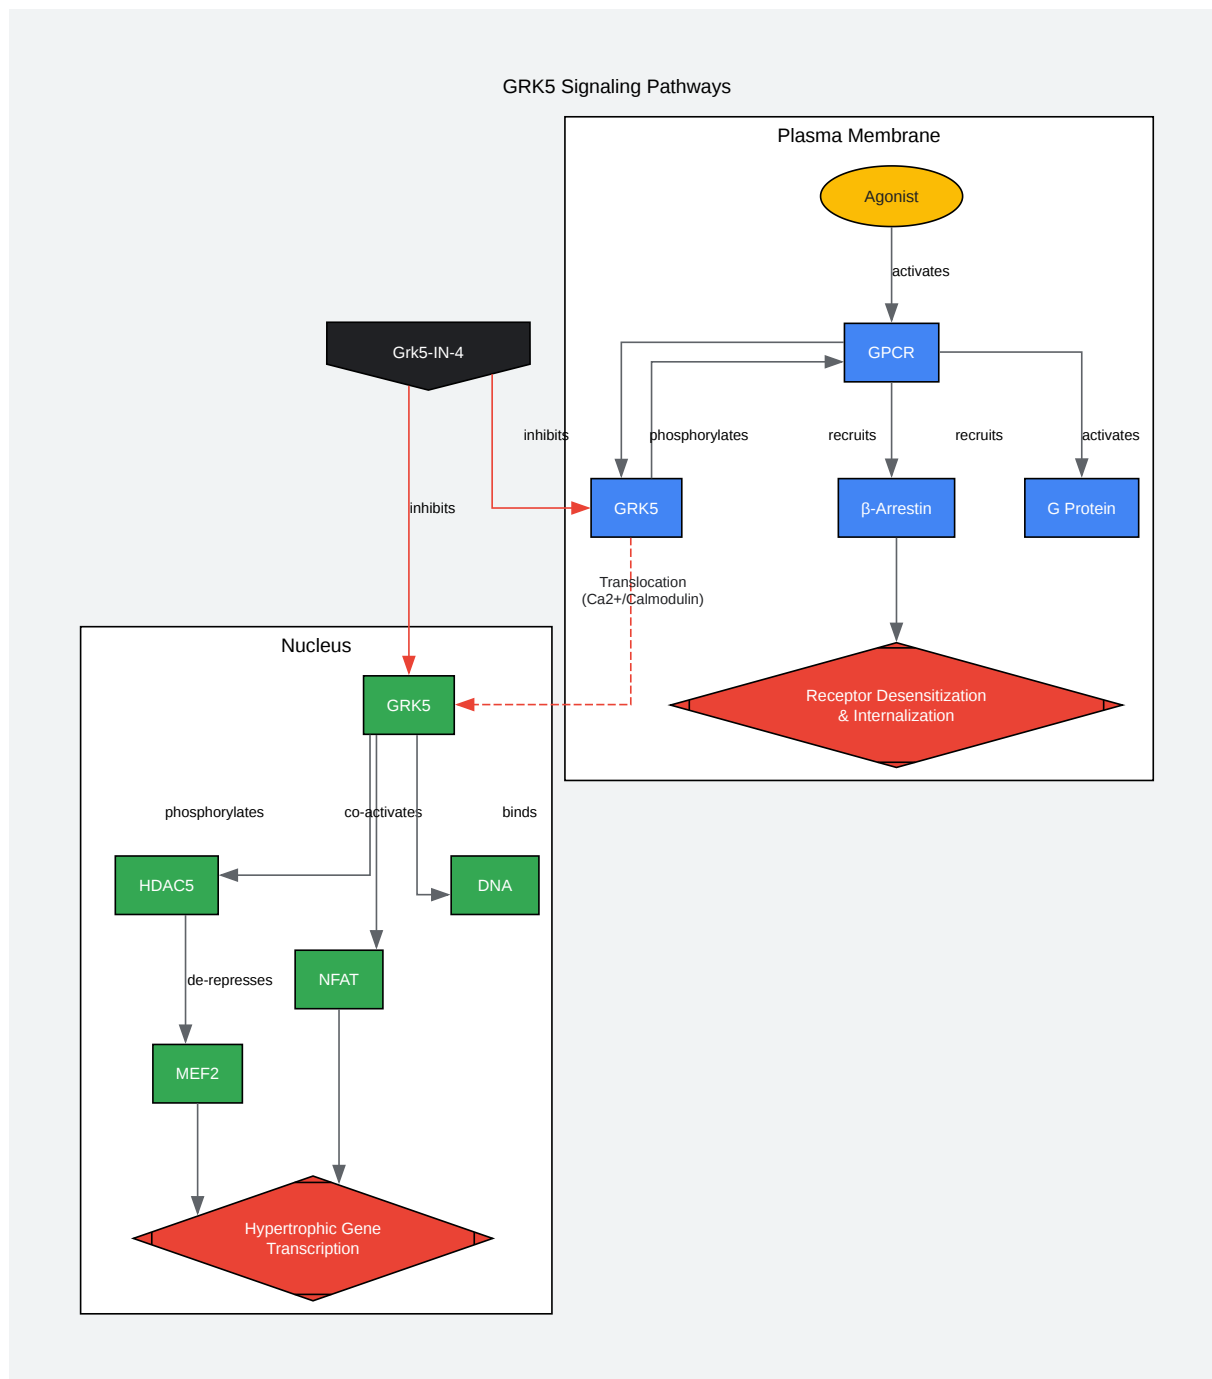 GRK5 Signaling Pathways
Plasma Membrane
Agonist
activates
Grk5-IN-4
GPCR
inhibits
phosphorylates
recruits
recruits
activates
inhibits
GRK5
β-Arrestin
G Protein
Translocation
(Ca2+/Calmodulin)
Nucleus
GRK5
Receptor Desensitization
& Internalization
phosphorylates
co-activates
binds
HDAC5
DNA
de-represses
NFAT
MEF2
Hypertrophic Gene
Transcription